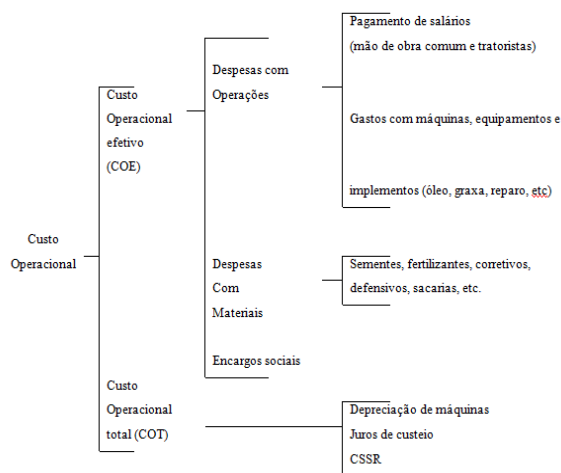 Pagamento de salários
(mão de obra comum e tratoristas)
Despesas com
Operações
Custo
Operacional
efetivo
(COE)
Gastos com máquinas, equipamentos e
implementos (óleo, graxa, reparo, etc)
Custo
Operacional
Despesas
Com
Materiais
Sementes, fertilizantes, corretivos,
defensivos, sacarias, etc.
Encargos sociais
Custo
Operacional
total (COT)
Depreciação de máquinas
Juros de custeio
CSSR